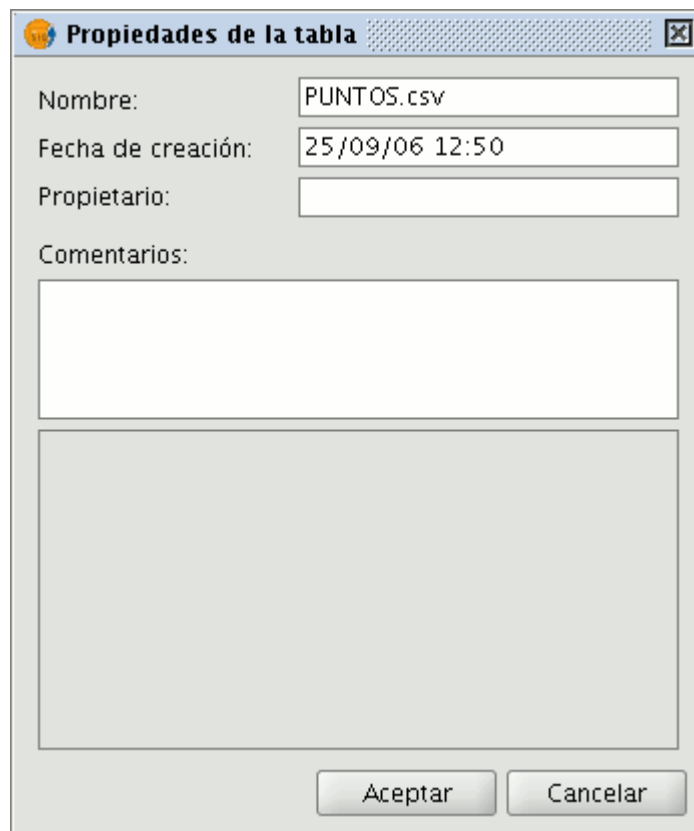 Propiedades de la tabla
Nombre: PUNTOS.csv
Fecha de creación: 25/09/06 12:50
Propietario:
Comentarios:
Aceptar Cancelar